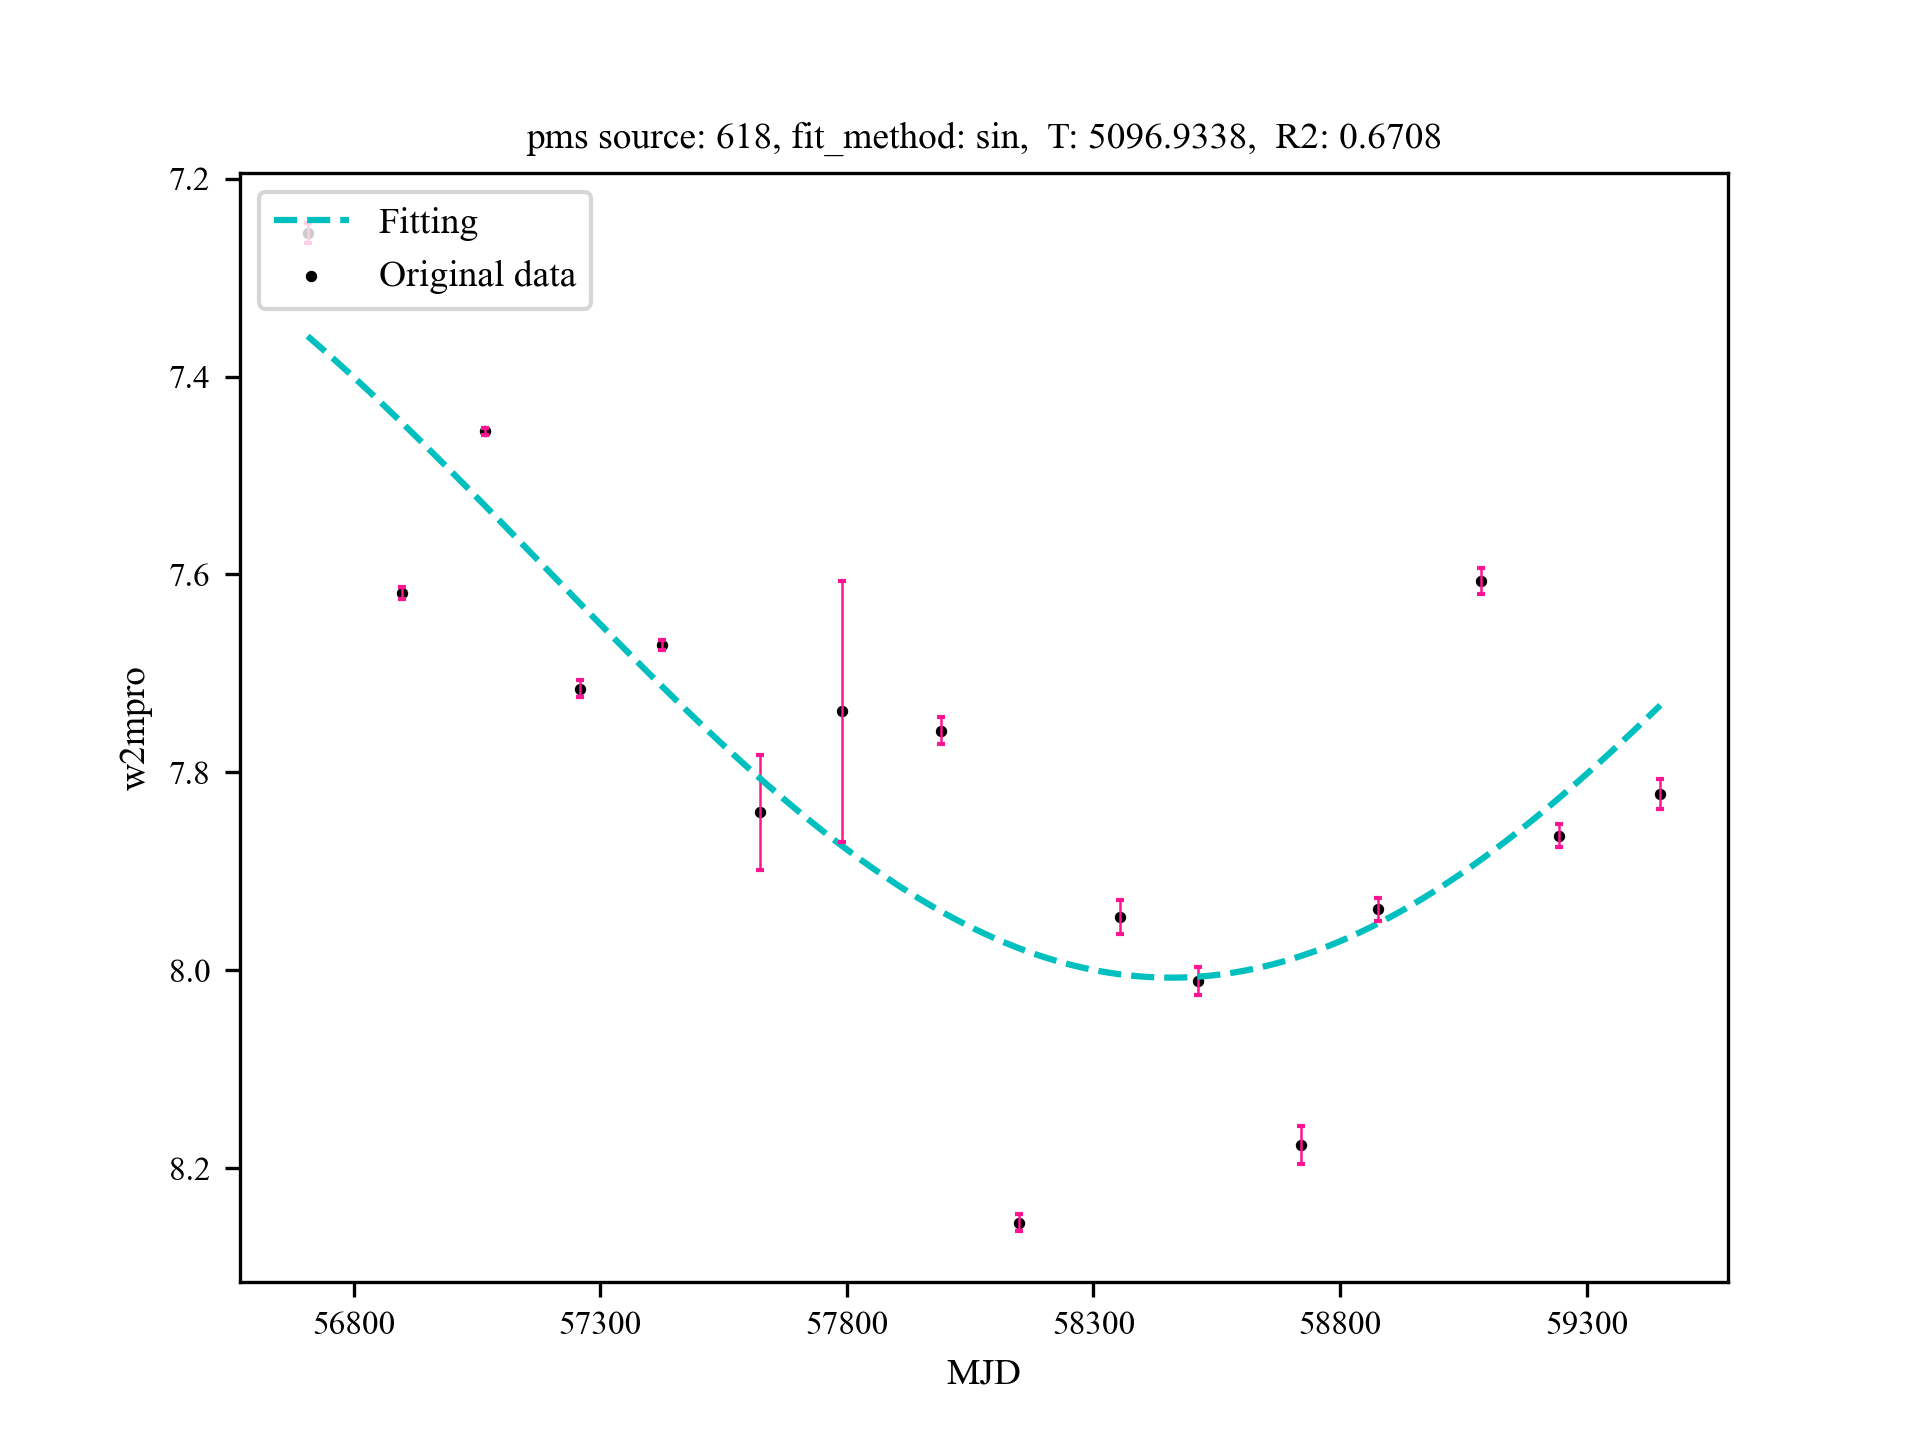 pms source: 618, fit_method: sin,  T: 5096.9338,  R2: 0.6708
7.2
7.4
7.6
7.8
8.0
8.2
w2mpro
Fitting
Original data
56800
57300
57800
58300
58800
59300
MJD